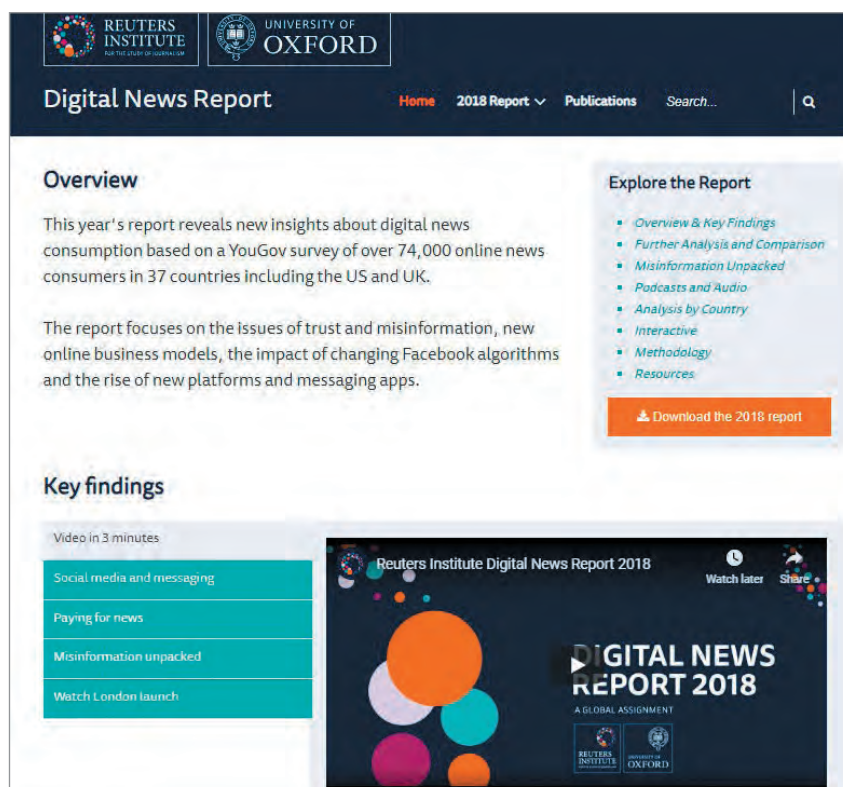 REUTERS
INSTITUTE
FOR THE STUDY OF JOURNALISM
UNIVERSITY OF
OXFORD
Digital News Report
Home
2018 Report
Publications
Search...
Overview
This year's report reveals new insights about digital news
consumption based on a YouGov survey of over 74,000 online news
consumers in 37 countries including the US and UK.
The report focuses on the issues of trust and misinformation, new
online business models, the impact of changing Facebook algorithms
and the rise of new platforms and messaging apps.
Explore the Report
Overview & Key Findings
Further Analysis and Comparison
Misinformation Unpacked
Podcasts and Audio
Analysis by Country
Interactive
Methodology
Resources
Download the 2018 report
Key findings
Video in 3 minutes
Social media and messaging
Paying for news
Misinformation unpacked
Watch London launch
Reuters Institute Digital News Report 2018
Watch later
Share
DIGITAL NEWS
REPORT 2018
A GLOBAL ASSIGNMENT
REUTERS
INSTITUTE
UNIVERSITY OF
OXFORD